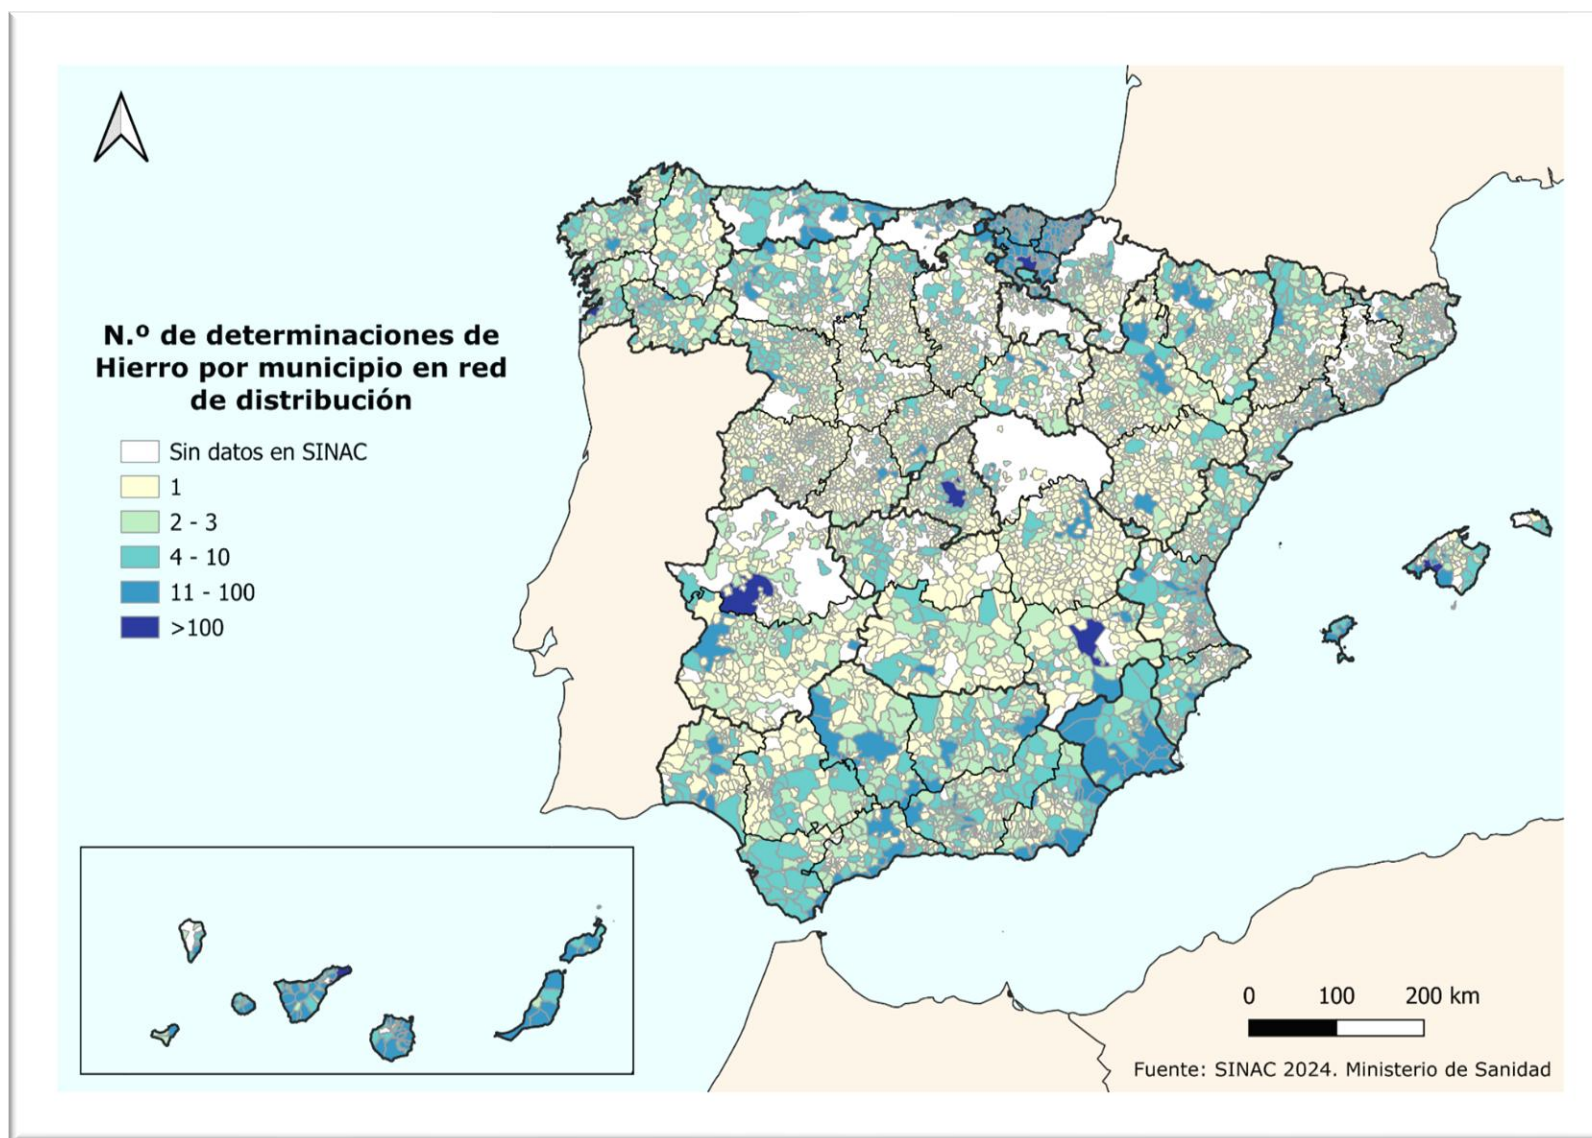 N.º de determinaciones de
Hierro por municipio en red
de distribución
Sin datos en SINAC
1
2 - 3
4 - 10
11 - 100
>100
0 100 200 km
Fuente: SINAC 2024. Ministerio de Sanidad